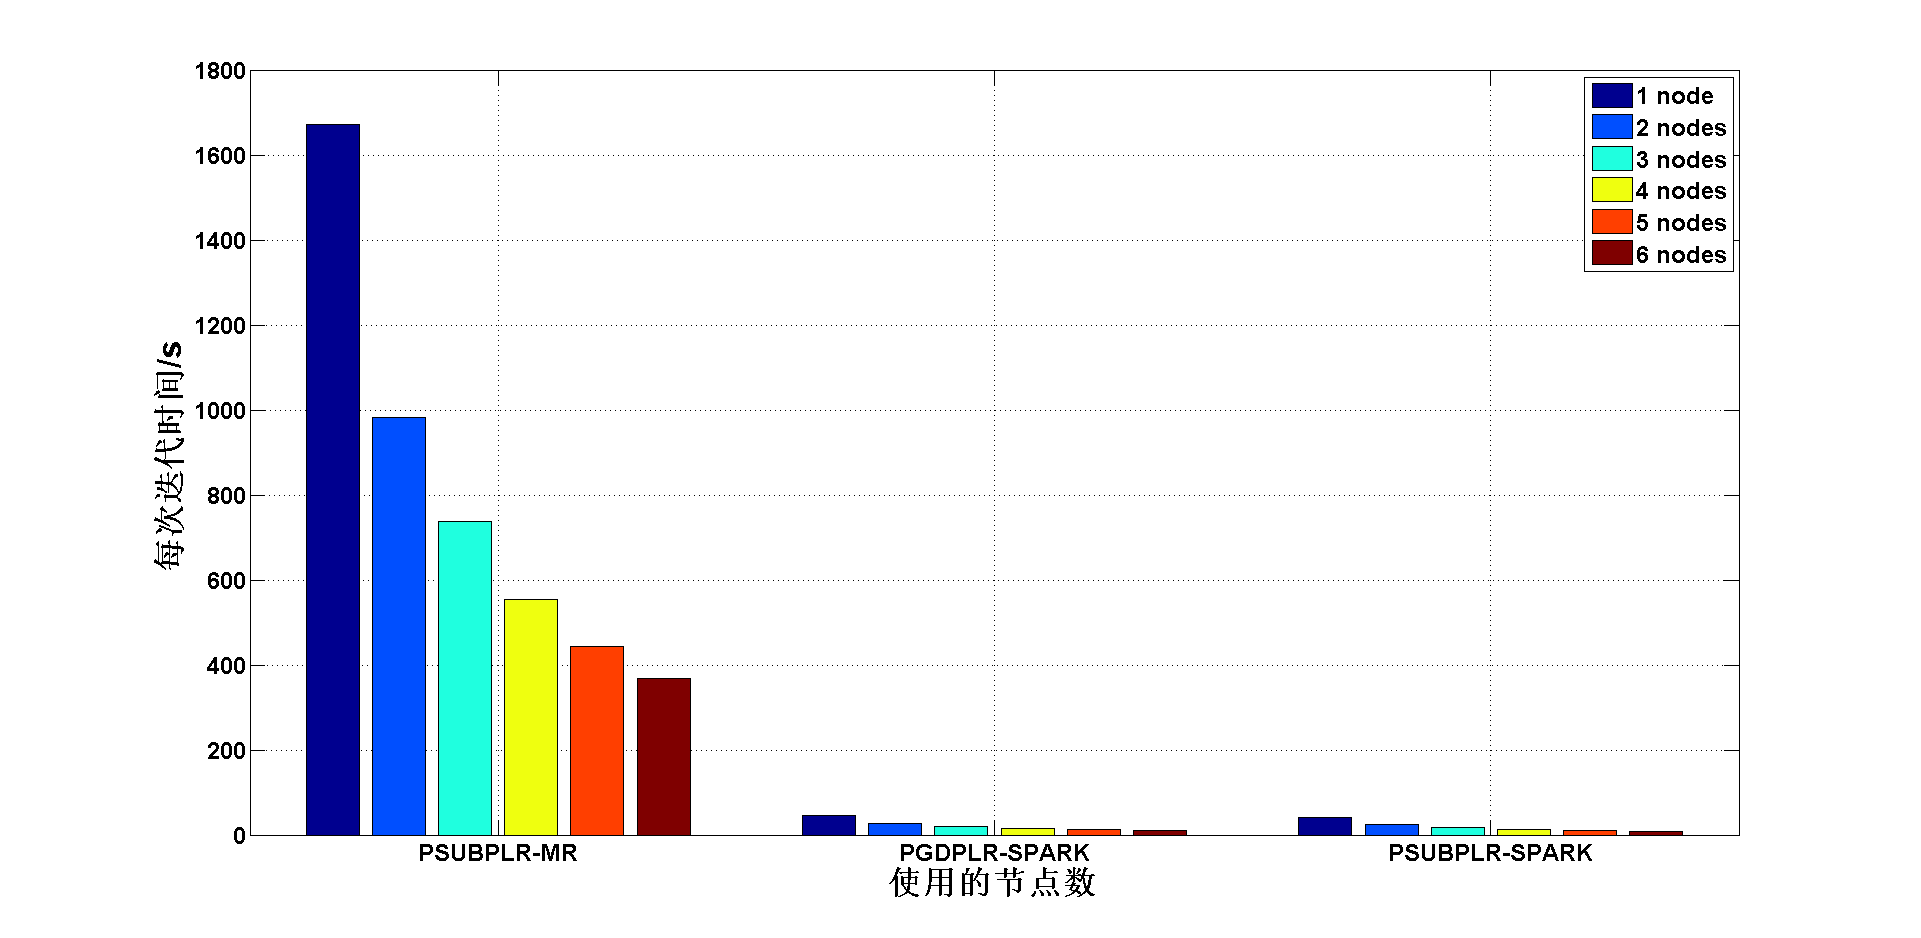 1800
1600
1400
1200
1000
800
600
400
200
0
每次迭代时间/s
1 node
2 nodes
3 nodes
4 nodes
5 nodes
6 nodes
PSUBPLR-MR
PGDPLR-SPARK
PSUBPLR-SPARK
使用的节点数